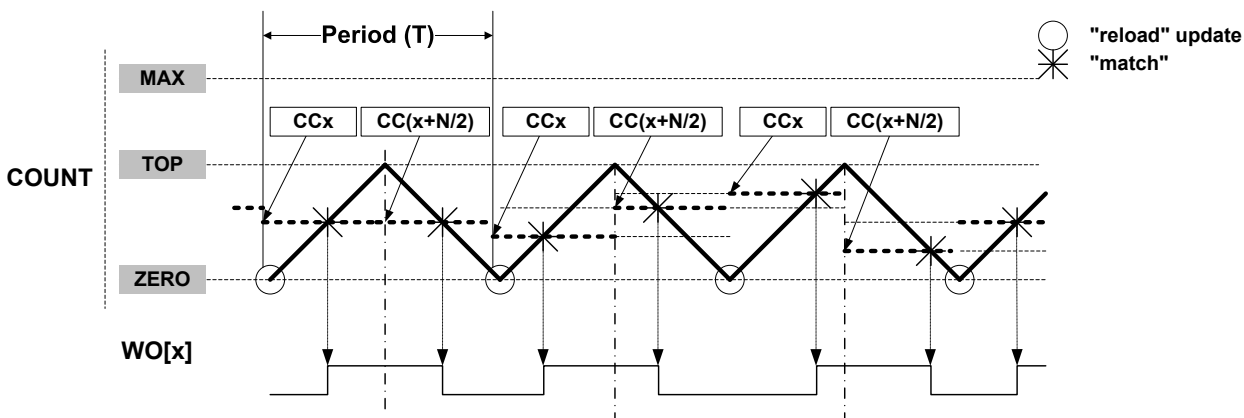 Period (T)
"reload" update
"match"
MAX
CCx
CC(x+N/2)
CCx
CC(x+N/2)
CCx
CC(x+N/2)
TOP
COUNT
ZERO
WO[x]